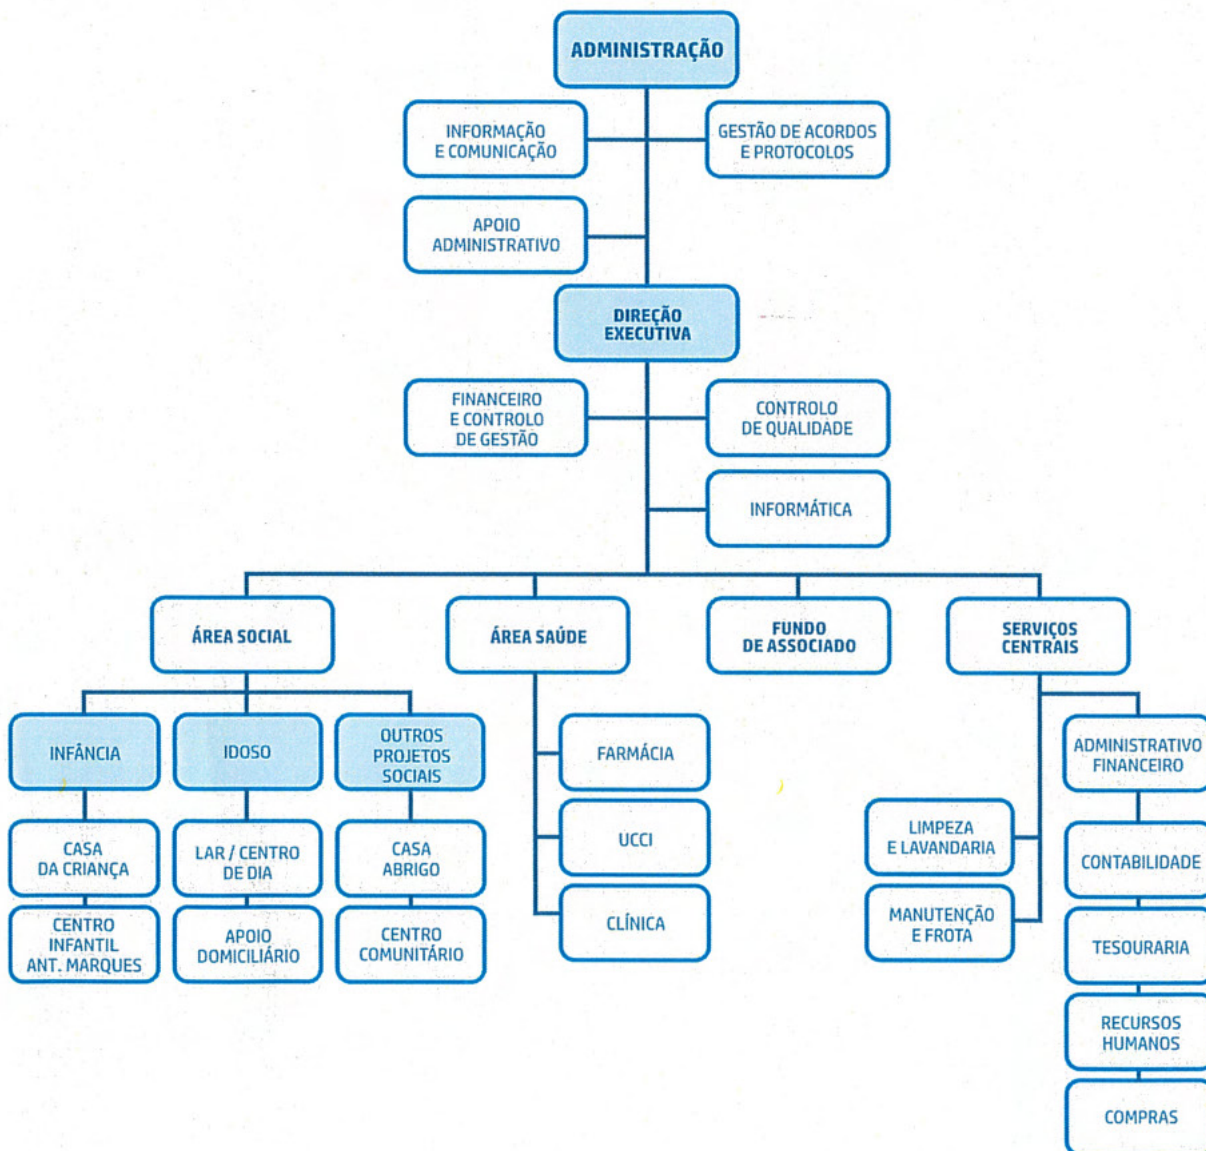 ADMINISTRAÇÃO
INFORMAÇÃO
E COMUNICAÇÃO
GESTÃO DE ACORDOS
E PROTOCOLOS
APOIO
ADMINISTRATIVO
DIREÇÃO
EXECUTIVA
FINANCEIRO
E CONTROLO
DE GESTÃO
CONTROLO
DE QUALIDADE
INFORMÁTICA
ÁREA SOCIAL
ÁREA SAÚDE
FUNDO
DE ASSOCIADO
SERVIÇOS
CENTRAIS
INFÂNCIA
IDOSO
OUTROS
PROJETOS
SOCIAIS
CASA
DA CRIANÇA
LAR / CENTRO
DE DIA
CASA
ABRIGO
CENTRO
INFANTIL
ANT. MARQUES
APOIO
DOMICILIÁRIO
CENTRO
COMUNITÁRIO
FARMÁCIA
UCCI
CLÍNICA
LIMPEZA
E LAVANDARIA
MANUTENÇÃO
E FROTA
ADMINISTRATIVO
FINANCEIRO
CONTABILIDADE
TESOURARIA
RECURSOS
HUMANOS
COMPRAS